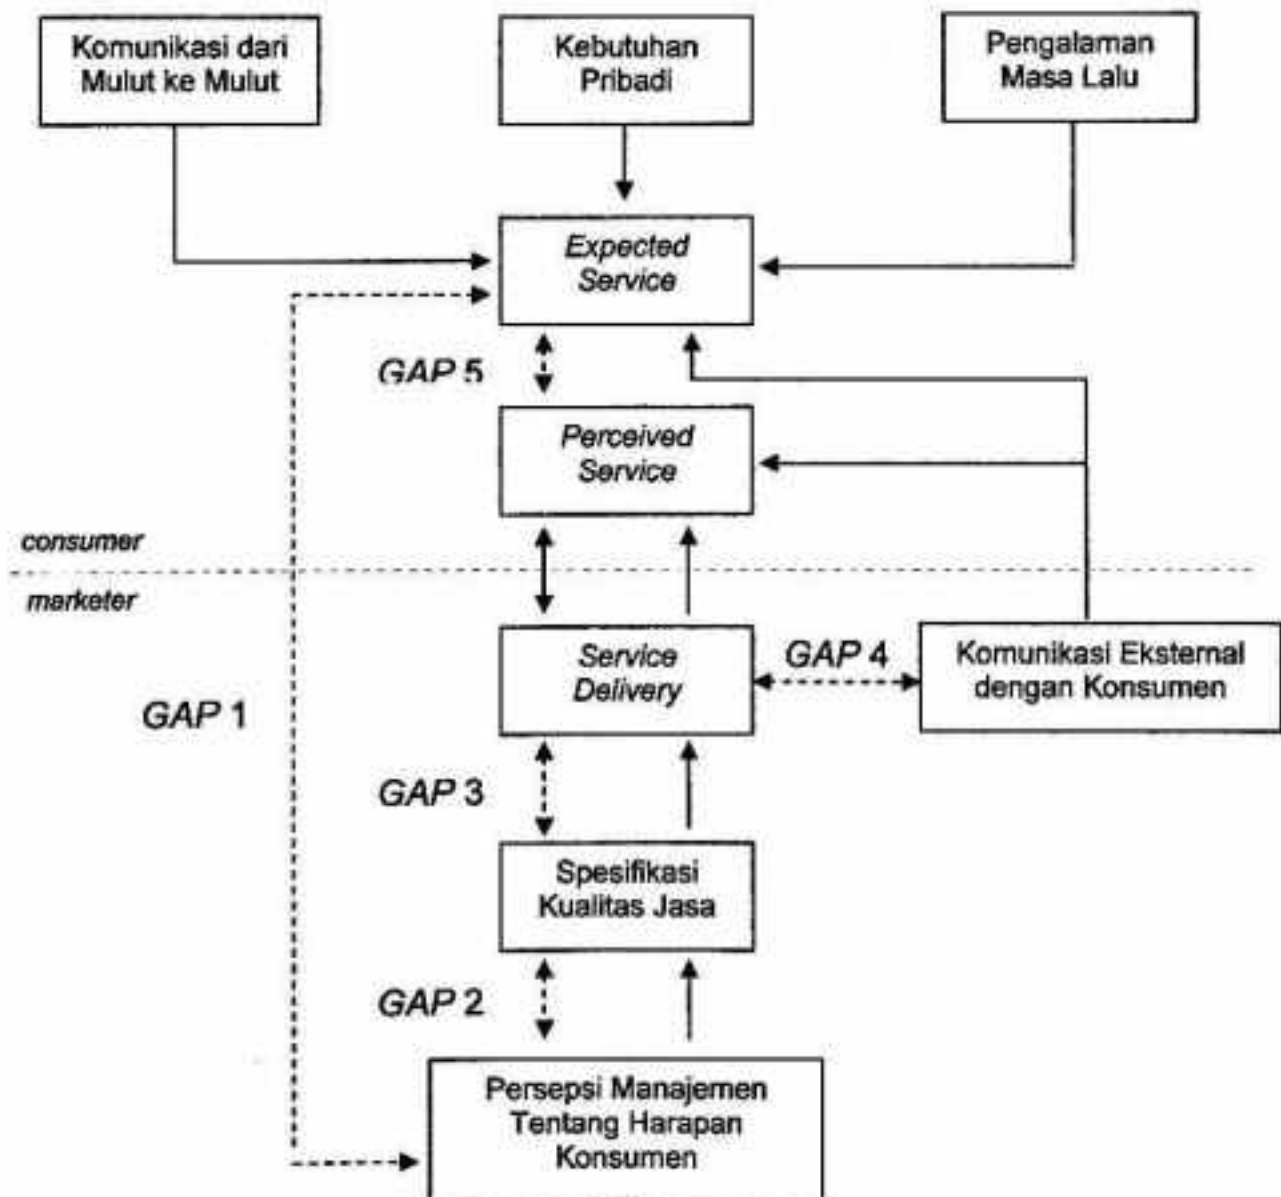 Komunikasi dari
Mulut ke Mulut
Kebutuhan
Pribadi
Pengalaman
Masa Lalu
Expected
Service
GAP 5
Perceived
Service
consumer
marketer
Service
Delivery
GAP 4
Komunikasi Eksternal
dengan Konsumen
GAP 1
GAP 3
Spesifikasi
Kualitas Jasa
GAP 2
Persepsi Manajemen
Tentang Harapan
Konsumen